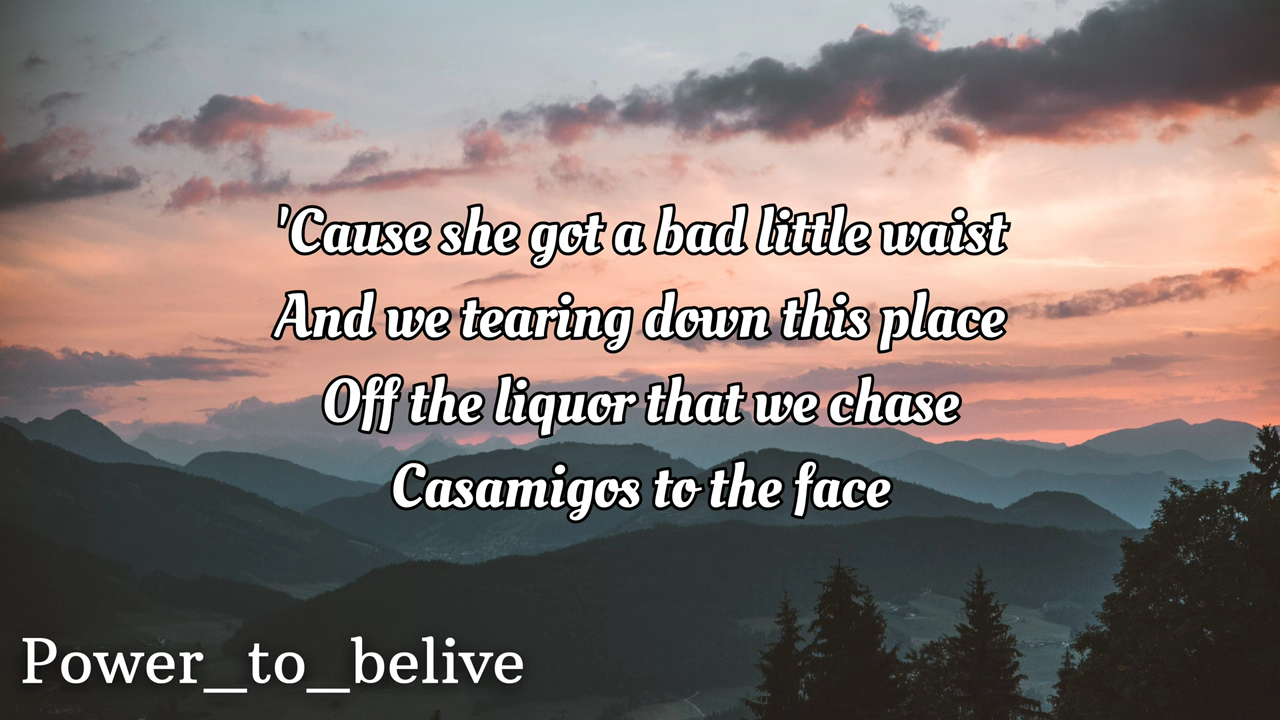 'Cause she got a bad little waist
And we tearing down this place
Off the liquor that we chase
Casamigos to the face
Power_to_belive